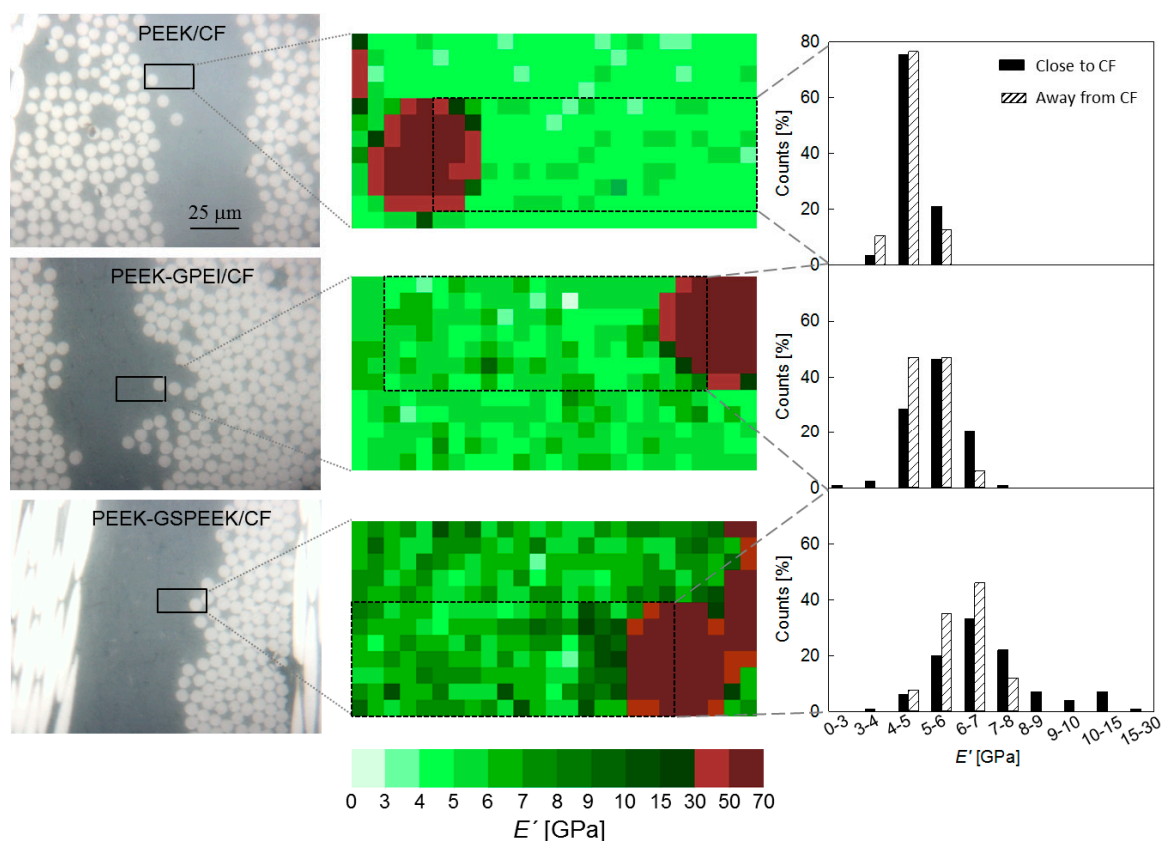 PEEK/CF
25 µm
PEEK-GPEI/CF
PEEK-GSPEEK/CF
0 3 4 5 6 7 9 10 15 30 50 70
E´ [GPa]
Close to CF
Away from CF
Counts [%]
80
60
40
20
0
Counts [%]
60
40
20
0
Counts [%]
60
40
20
0
0-3 3-4 4-5 5-6 6-7 7-8 8-9 9-10 10-15 15-30
E' [GPa]